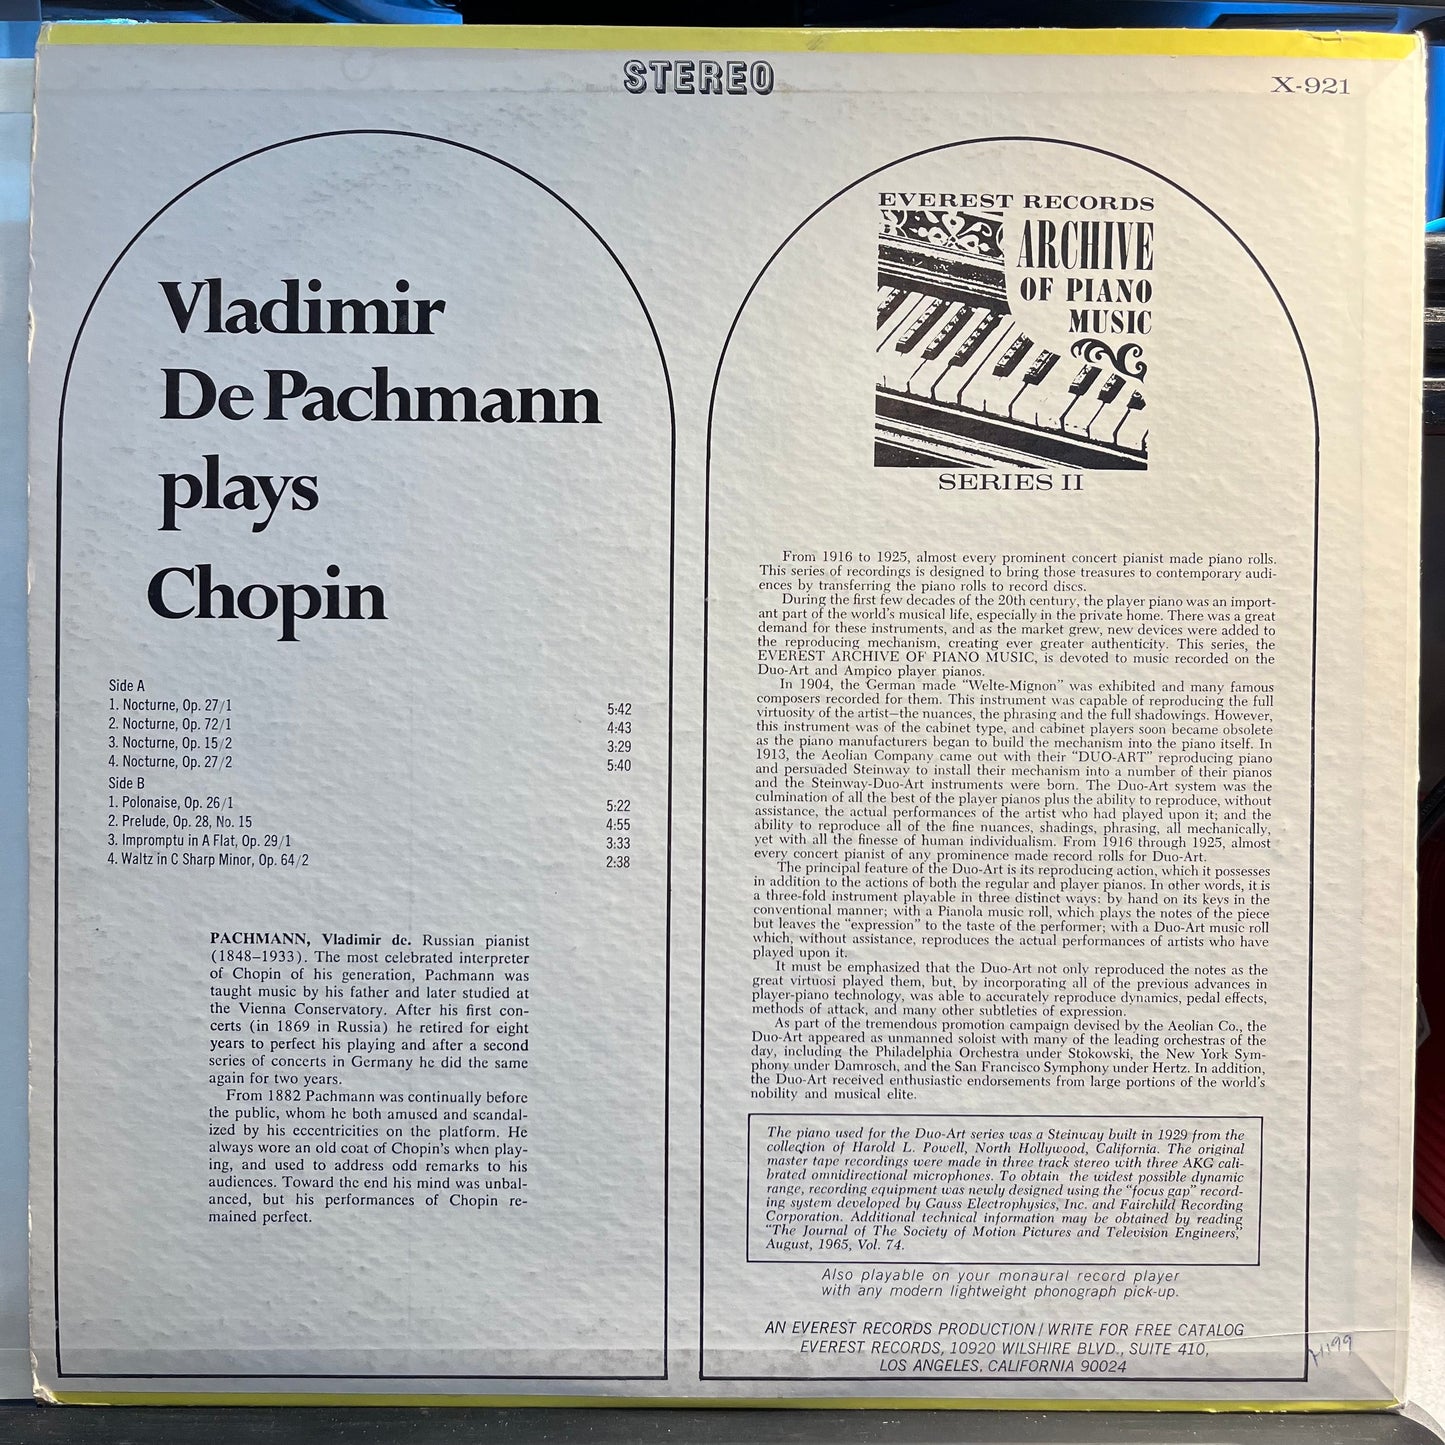 STEREO
X-921
Vladimir
De Pachmann
plays
Chopin
Side A
1. Nocturne, Op. 27/1 5:42
2. Nocturne, Op. 72/1 4:43
3. Nocturne, Op. 15/2 3:29
4. Nocturne, Op. 27/2 5:40
Side B
1. Polonaise, Op. 26/1 5:22
2. Prelude, Op. 28, No. 15 4:55
3. Impromptu in A Flat, Op. 29/1 3:33
4. Waltz in C Sharp Minor, Op. 64/2 2:38
PACHMANN, Vladimir de. Russian pianist
(1848–1933). The most celebrated interpreter
of Chopin of his generation, Pachmann was
taught music by his father and later studied at
the Vienna Conservatory. After his first con-
certs (in 1869 in Russia) he retired for eight
years to perfect his playing and after a second
series of concerts in Germany he did the same
again for two years.
From 1882 Pachmann was continually before
the public, whom he both amused and scandal-
ized by his eccentricities on the platform. He
always wore an old coat of Chopin's when play-
ing, and used to address odd remarks to his
audiences. Toward the end his mind was unbal-
anced, but his performances of Chopin re-
mained perfect.
EVEREST RECORDS
ARCHIVE
OF PIANO
MUSIC
SERIES II
From 1916 to 1925, almost every prominent concert pianist made piano rolls.
This series of recordings is designed to bring those treasures to contemporary audi-
ences by transferring the piano rolls to record discs.
During the first few decades of the 20th century, the player piano was an import-
ant part of the world's musical life, especially in the private home. There was a great
demand for these instruments, and as the market grew, new devices were added to
the reproducing mechanism, creating ever greater authenticity. This series, the
EVEREST ARCHIVE OF PIANO MUSIC, is devoted to music recorded on the
Duo-Art and Ampico player pianos.
In 1904, the German made "Welte-Mignon" was exhibited and many famous
composers recorded for them. This instrument was capable of reproducing the full
virtuosity of the artist—the nuances, the phrasing and the full shadowings. However,
this instrument was of the cabinet type, and cabinet players soon became obsolete
as the piano manufacturers began to build the mechanism into the piano itself. In
1913, the Aeolian Company came out with their "DUO-ART" reproducing piano
and persuaded Steinway to install their mechanism into a number of their pianos
and the Steinway-Duo-Art instruments were born. The Duo-Art system was the
culmination of all the best of the player pianos plus the ability to reproduce, without
assistance, the actual performances of the artist who had played upon it; and the
ability to reproduce all of the fine nuances, shadings, phrasing, all mechanically,
yet with all the finesse of human individualism. From 1916 through 1925, almost
every concert pianist of any prominence made record rolls for Duo-Art.
The principal feature of the Duo-Art is its reproducing action, which it possesses
in addition to the actions of both the regular and player pianos. In other words, it is
a three-fold instrument playable in three distinct ways: by hand on its keys in the
conventional manner; with a Pianola music roll, which plays the notes of the piece
but leaves the "expression" to the taste of the performer; with a Duo-Art music roll
which, without assistance, reproduces the actual performances of artists who have
played upon it.
It must be emphasized that the Duo-Art not only reproduced the notes as the
great virtuosi played them, but, by incorporating all of the previous advances in
player-piano technology, was able to accurately reproduce dynamics, pedal effects,
methods of attack, and many other subtleties of expression.
As part of the tremendous promotion campaign devised by the Aeolian Co., the
Duo-Art appeared as unmanned soloist with many of the leading orchestras of the
day, including the Philadelphia Orchestra under Stokowski, the New York Sym-
phony under Damrosch, and the San Francisco Symphony under Hertz. In addition,
the Duo-Art received enthusiastic endorsements from large portions of the world's
nobility and musical elite.
The piano used for the Duo-Art series was a Steinway built in 1929 from the
collection of Harold L. Powell, North Hollywood, California. The original
master tape recordings were made in three track stereo with three AKG cali-
brated omnidirectional microphones. To obtain the widest possible dynamic
range, recording equipment was newly designed using the "focus gap" record-
ing system developed by Gauss Electrophysics, Inc. and Fairchild Recording
Corporation. Additional technical information may be obtained by reading
"The Journal of The Society of Motion Pictures and Television Engineers,"
August, 1965, Vol. 74.
Also playable on your monaural record player
with any modern lightweight phonograph pick-up.
AN EVEREST RECORDS PRODUCTION / WRITE FOR FREE CATALOG
EVEREST RECORDS, 10920 WILSHIRE BLVD., SUITE 410,
LOS ANGELES, CALIFORNIA 90024